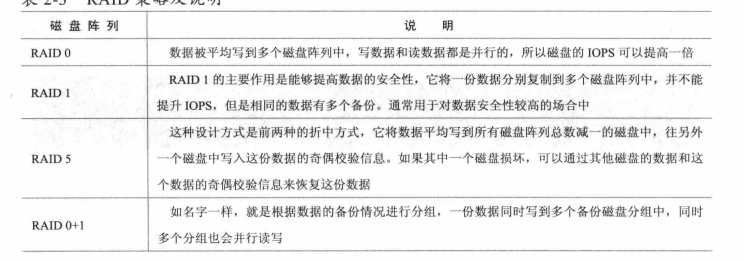 表 2-3 RAID 策略及说明
磁 盘 阵 列
说 明
RAID 0
数据被平均写到多个磁盘阵列中，写数据和读数据都是并行的，所以磁盘的 IOPS 可以提高一倍
RAID 1
RAID 1 的主要作用是能够提高数据的安全性，它将一份数据分别复制到多个磁盘阵列中，并不能
提升 IOPS，但是相同的数据有多个备份。通常用于对数据安全性较高的场合中
RAID 5
这种设计方式是前两种的折中方式，它将数据平均写到所有磁盘阵列总数减一的磁盘中，往另外
一个磁盘中写入这份数据的奇偶校验信息。如果其中一个磁盘损坏，可以通过其他磁盘的数据和这
个数据的奇偶校验信息来恢复这份数据
RAID 0+1
如名字一样，就是根据数据的备份情况进行分组，一份数据同时写到多个备份磁盘分组中，同时
多个分组也会并行读写